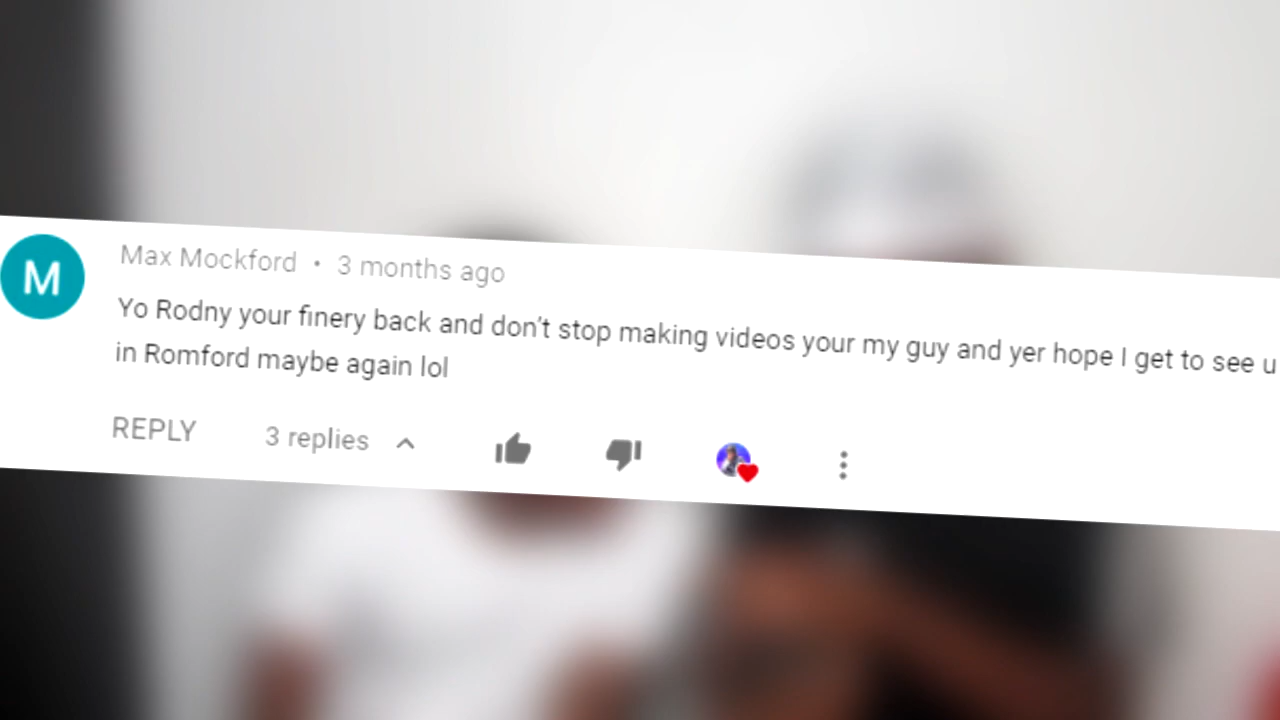 M
Max Mockford • 3 months ago
Yo Rodny your finery back and don't stop making videos your my guy and yer hope I get to see u
in Romford maybe again lol
REPLY 3 replies